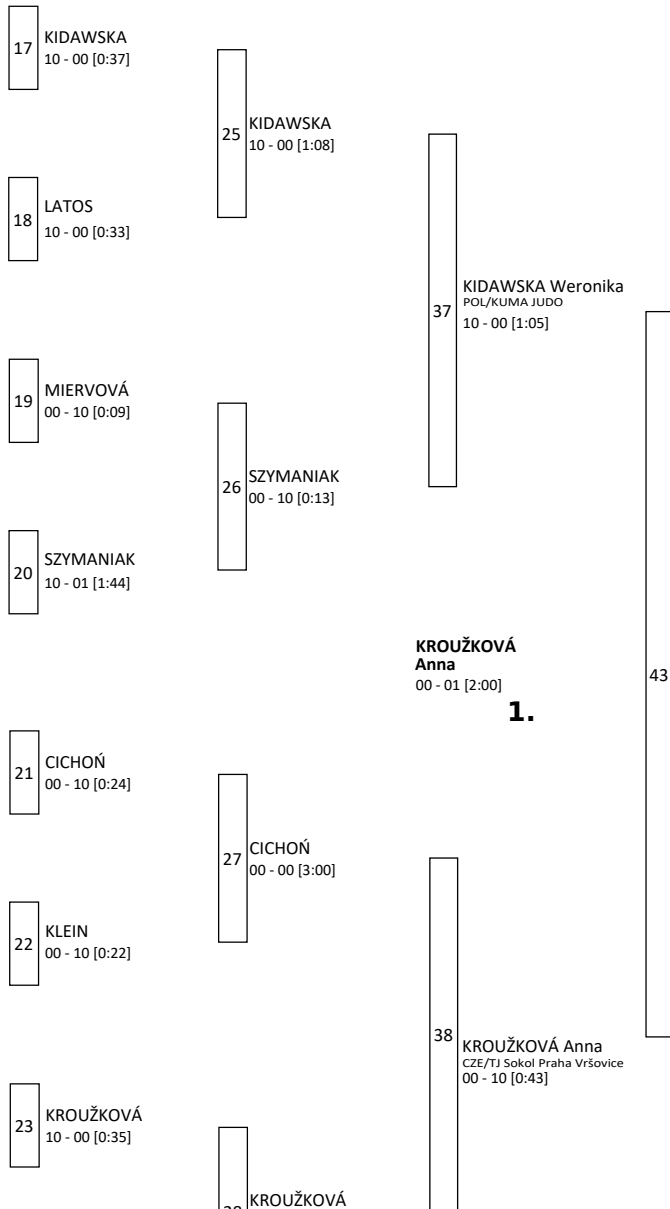 17
KIDAWSKA
10 - 00 [0:37]
25
KIDAWSKA
10 - 00 [1:08]
18
LATOS
10 - 00 [0:33]
37
KIDAWSKA Weronika
POL/KUMA JUDO
10 - 00 [1:05]
19
MIERVOVÁ
00 - 10 [0:09]
26
SZYMANIAK
00 - 10 [0:13]
20
SZYMANIAK
10 - 01 [1:44]
KROUŽKOVÁ
Anna
00 - 01 [2:00]
1.
43
21
CICHOŃ
00 - 10 [0:24]
27
CICHOŃ
00 - 00 [3:00]
22
KLEIN
00 - 10 [0:22]
38
KROUŽKOVÁ Anna
CZE/TJ Sokol Praha Vršovice
00 - 10 [0:43]
23
KROUŽKOVÁ
10 - 00 [0:35]
KROUŽKOVÁ